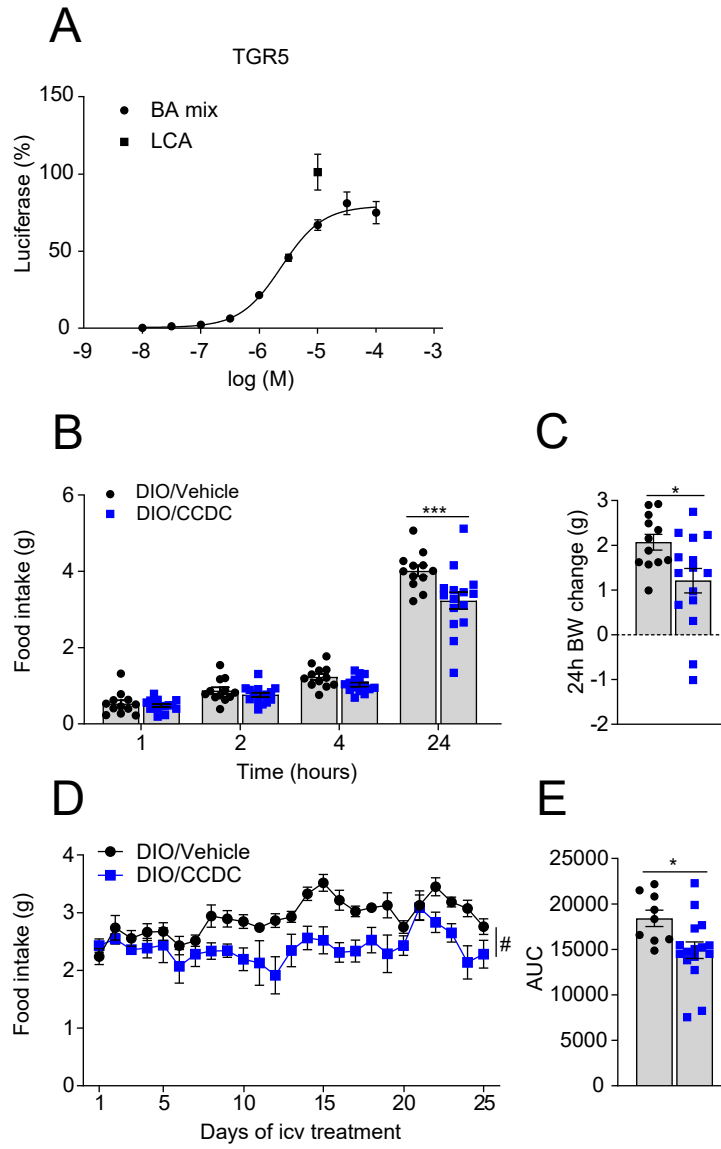 A
TGR5
Luciferase (%)
150
100
50
0
BA mix
LCA
-9 -8 -7 -6 -5 -4 -3
log (M)
B
Food intake (g)
6
4
2
0
DIO/Vehicle
DIO/CCDC
***
1 2 4 24
Time (hours)
C
24h BW change (g)
3
2
1
0
-1
-2
*
D
Food intake (g)
4
3
2
1
0
DIO/Vehicle
DIO/CCDC
#
1 5 10 15 20 25
Days of icv treatment
E
AUC
25000
20000
15000
10000
5000
0
*